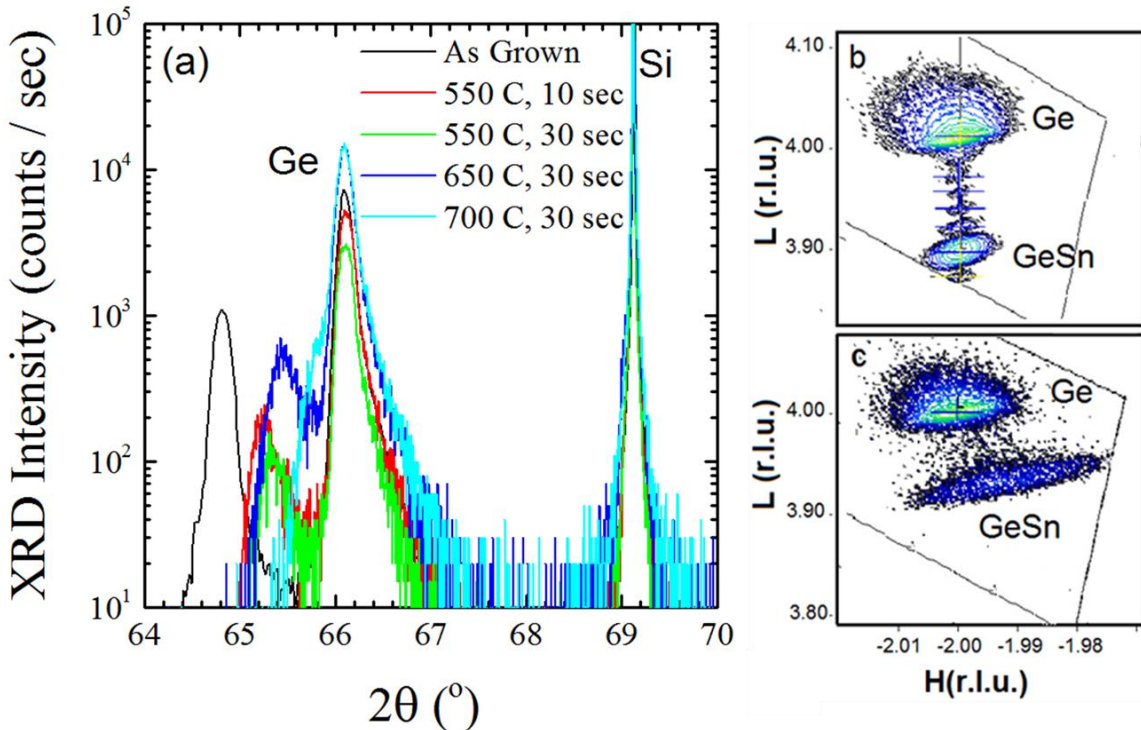 XRD Intensity (counts / sec)
10^5
10^4
10^3
10^2
10^1
(a)
As Grown
550 C, 10 sec
550 C, 30 sec
650 C, 30 sec
700 C, 30 sec
Ge
Si
64 65 66 67 68 69 70
2θ (°)
b
4.10
4.00
3.90
L (r.l.u.)
Ge
GeSn
c
4.00
3.90
3.80
L (r.l.u.)
Ge
GeSn
-2.01 -2.00 -1.99 -1.98
H(r.l.u.)